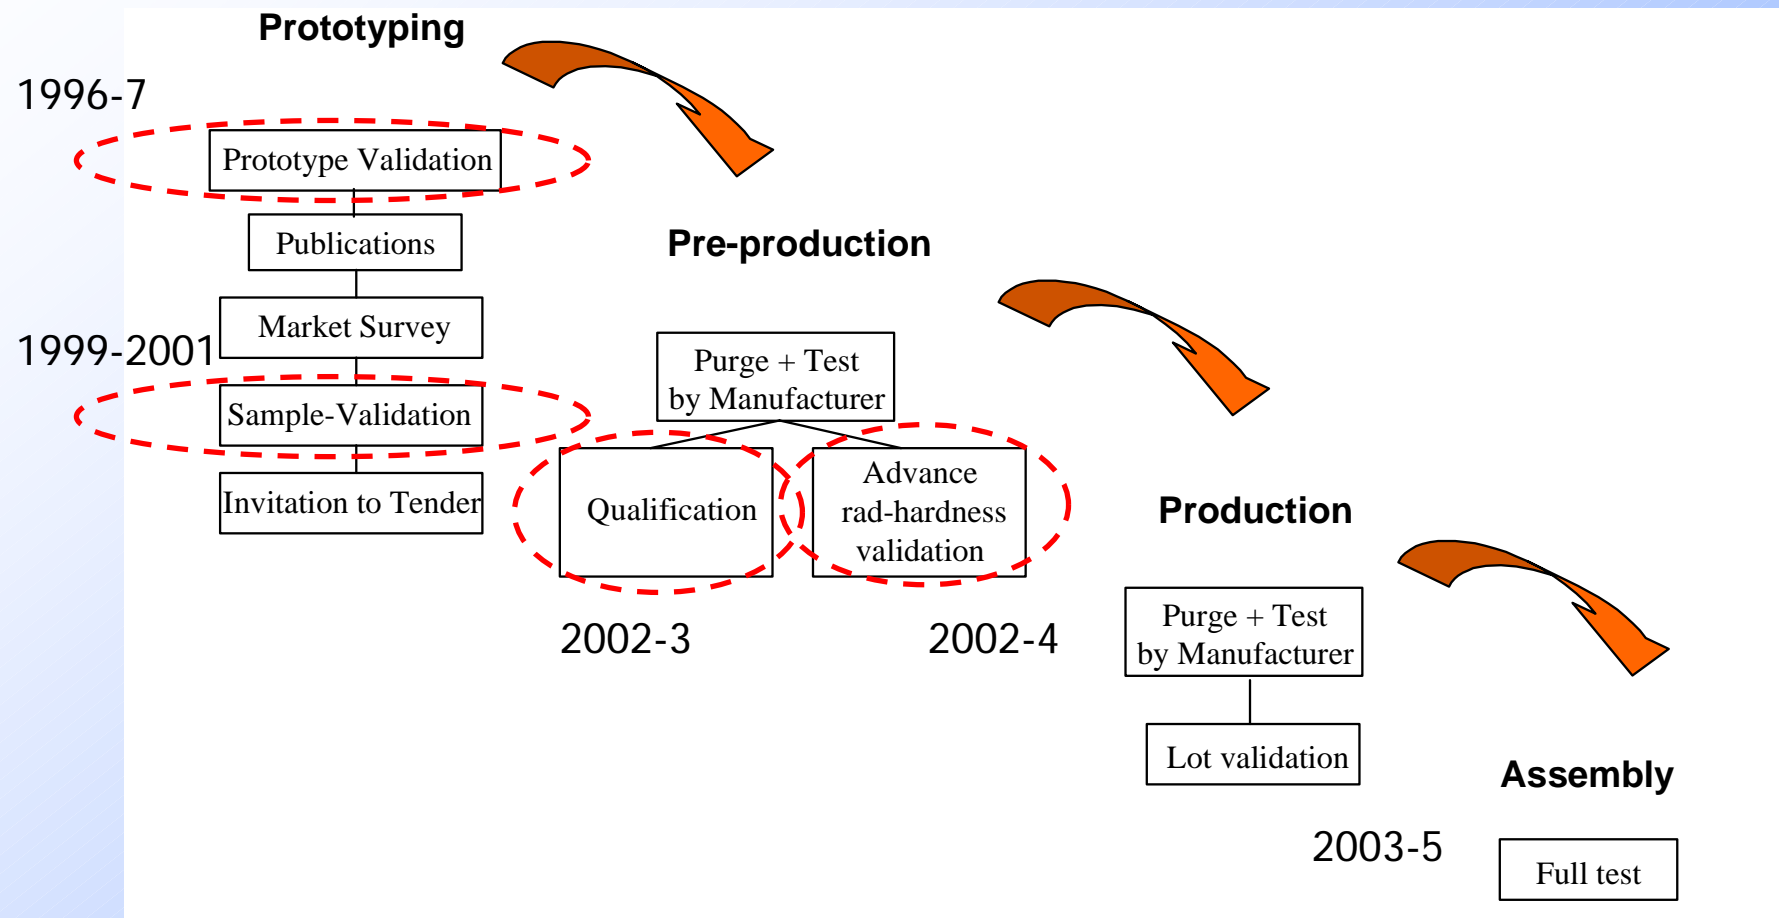 Prototyping
1996-7
Prototype Validation
Publications
Market Survey
1999-2001
Sample-Validation
Invitation to Tender
Pre-production
Purge + Test
by Manufacturer
Qualification
Advance
rad-hardness
validation
2002-3
2002-4
Production
Purge + Test
by Manufacturer
Lot validation
2003-5
Assembly
Full test